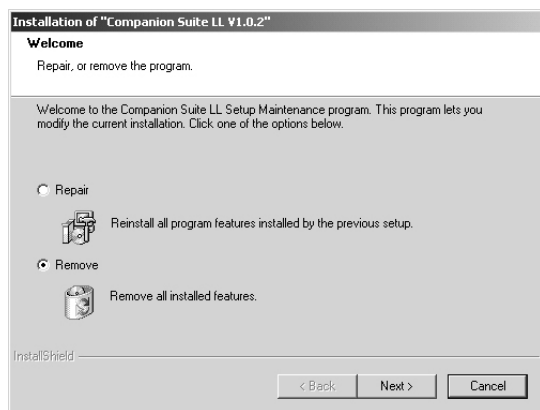 Installation of "Companion Suite LL V1.0.2"
Welcome
Repair, or remove the program.
Welcome to the Companion Suite LL Setup Maintenance program. This program lets you
modify the current installation. Click one of the options below.
Repair
Reinstall all program features installed by the previous setup.
Remove
Remove all installed features.
InstallShield
< Back
Next >
Cancel